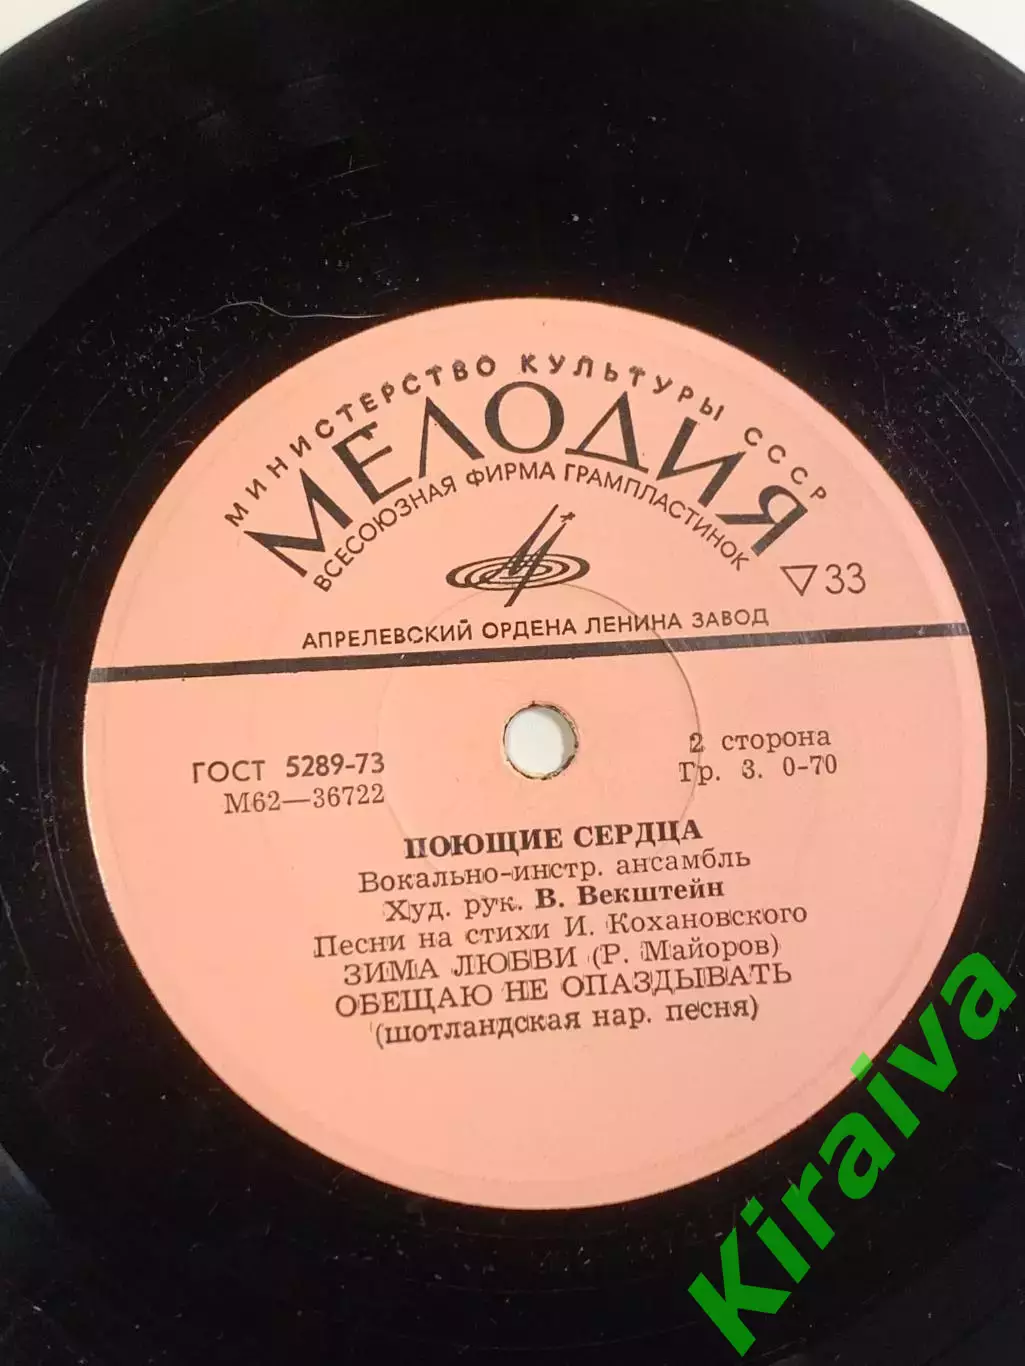 МИНИСТЕРСТВО КУЛЬТУРЫ СССР
МЕЛОДИЯ
ВСЕСОЮЗНАЯ ФИРМА ГРАМПЛАСТИНОК
▽33
АПРЕЛЕВСКИЙ ОРДЕНА ЛЕНИНА ЗАВОД
ГОСТ 5289-73
М62—36722
2 сторона
Гр. 3. 0-70
ПОЮЩИЕ СЕРДЦА
Вокально-инстр. ансамбль
Худ. рук. В. Векштейн
Песни на стихи И. Кохановского
ЗИМА ЛЮБВИ (Р. Майоров)
ОБЕЩАЮ НЕ ОПАЗДЫВАТЬ
(шотландская нар. песня)
Kiraiva